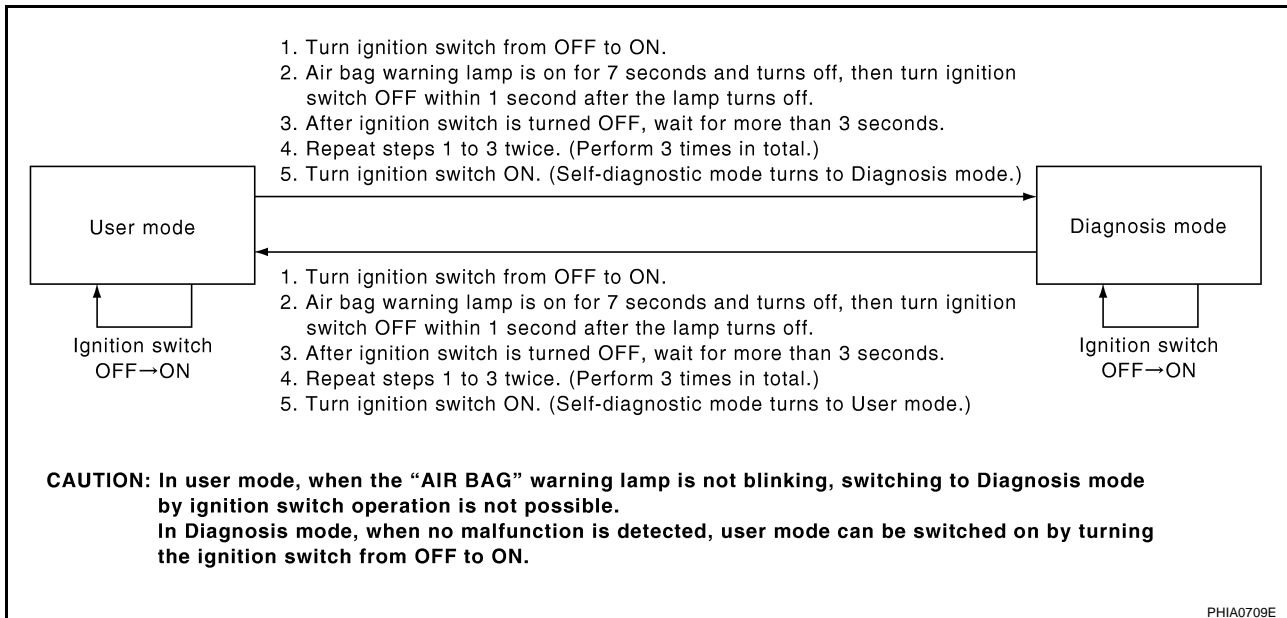 1. Turn ignition switch from OFF to ON.
2. Air bag warning lamp is on for 7 seconds and turns off, then turn ignition
switch OFF within 1 second after the lamp turns off.
3. After ignition switch is turned OFF, wait for more than 3 seconds.
4. Repeat steps 1 to 3 twice. (Perform 3 times in total.)
5. Turn ignition switch ON. (Self-diagnostic mode turns to Diagnosis mode.)
User mode
Diagnosis mode
1. Turn ignition switch from OFF to ON.
2. Air bag warning lamp is on for 7 seconds and turns off, then turn ignition
switch OFF within 1 second after the lamp turns off.
3. After ignition switch is turned OFF, wait for more than 3 seconds.
4. Repeat steps 1 to 3 twice. (Perform 3 times in total.)
5. Turn ignition switch ON. (Self-diagnostic mode turns to User mode.)
Ignition switch
OFF→ON
Ignition switch
OFF→ON
CAUTION: In user mode, when the “AIR BAG” warning lamp is not blinking, switching to Diagnosis mode
by ignition switch operation is not possible.
In Diagnosis mode, when no malfunction is detected, user mode can be switched on by turning
the ignition switch from OFF to ON.
PHIA0709E